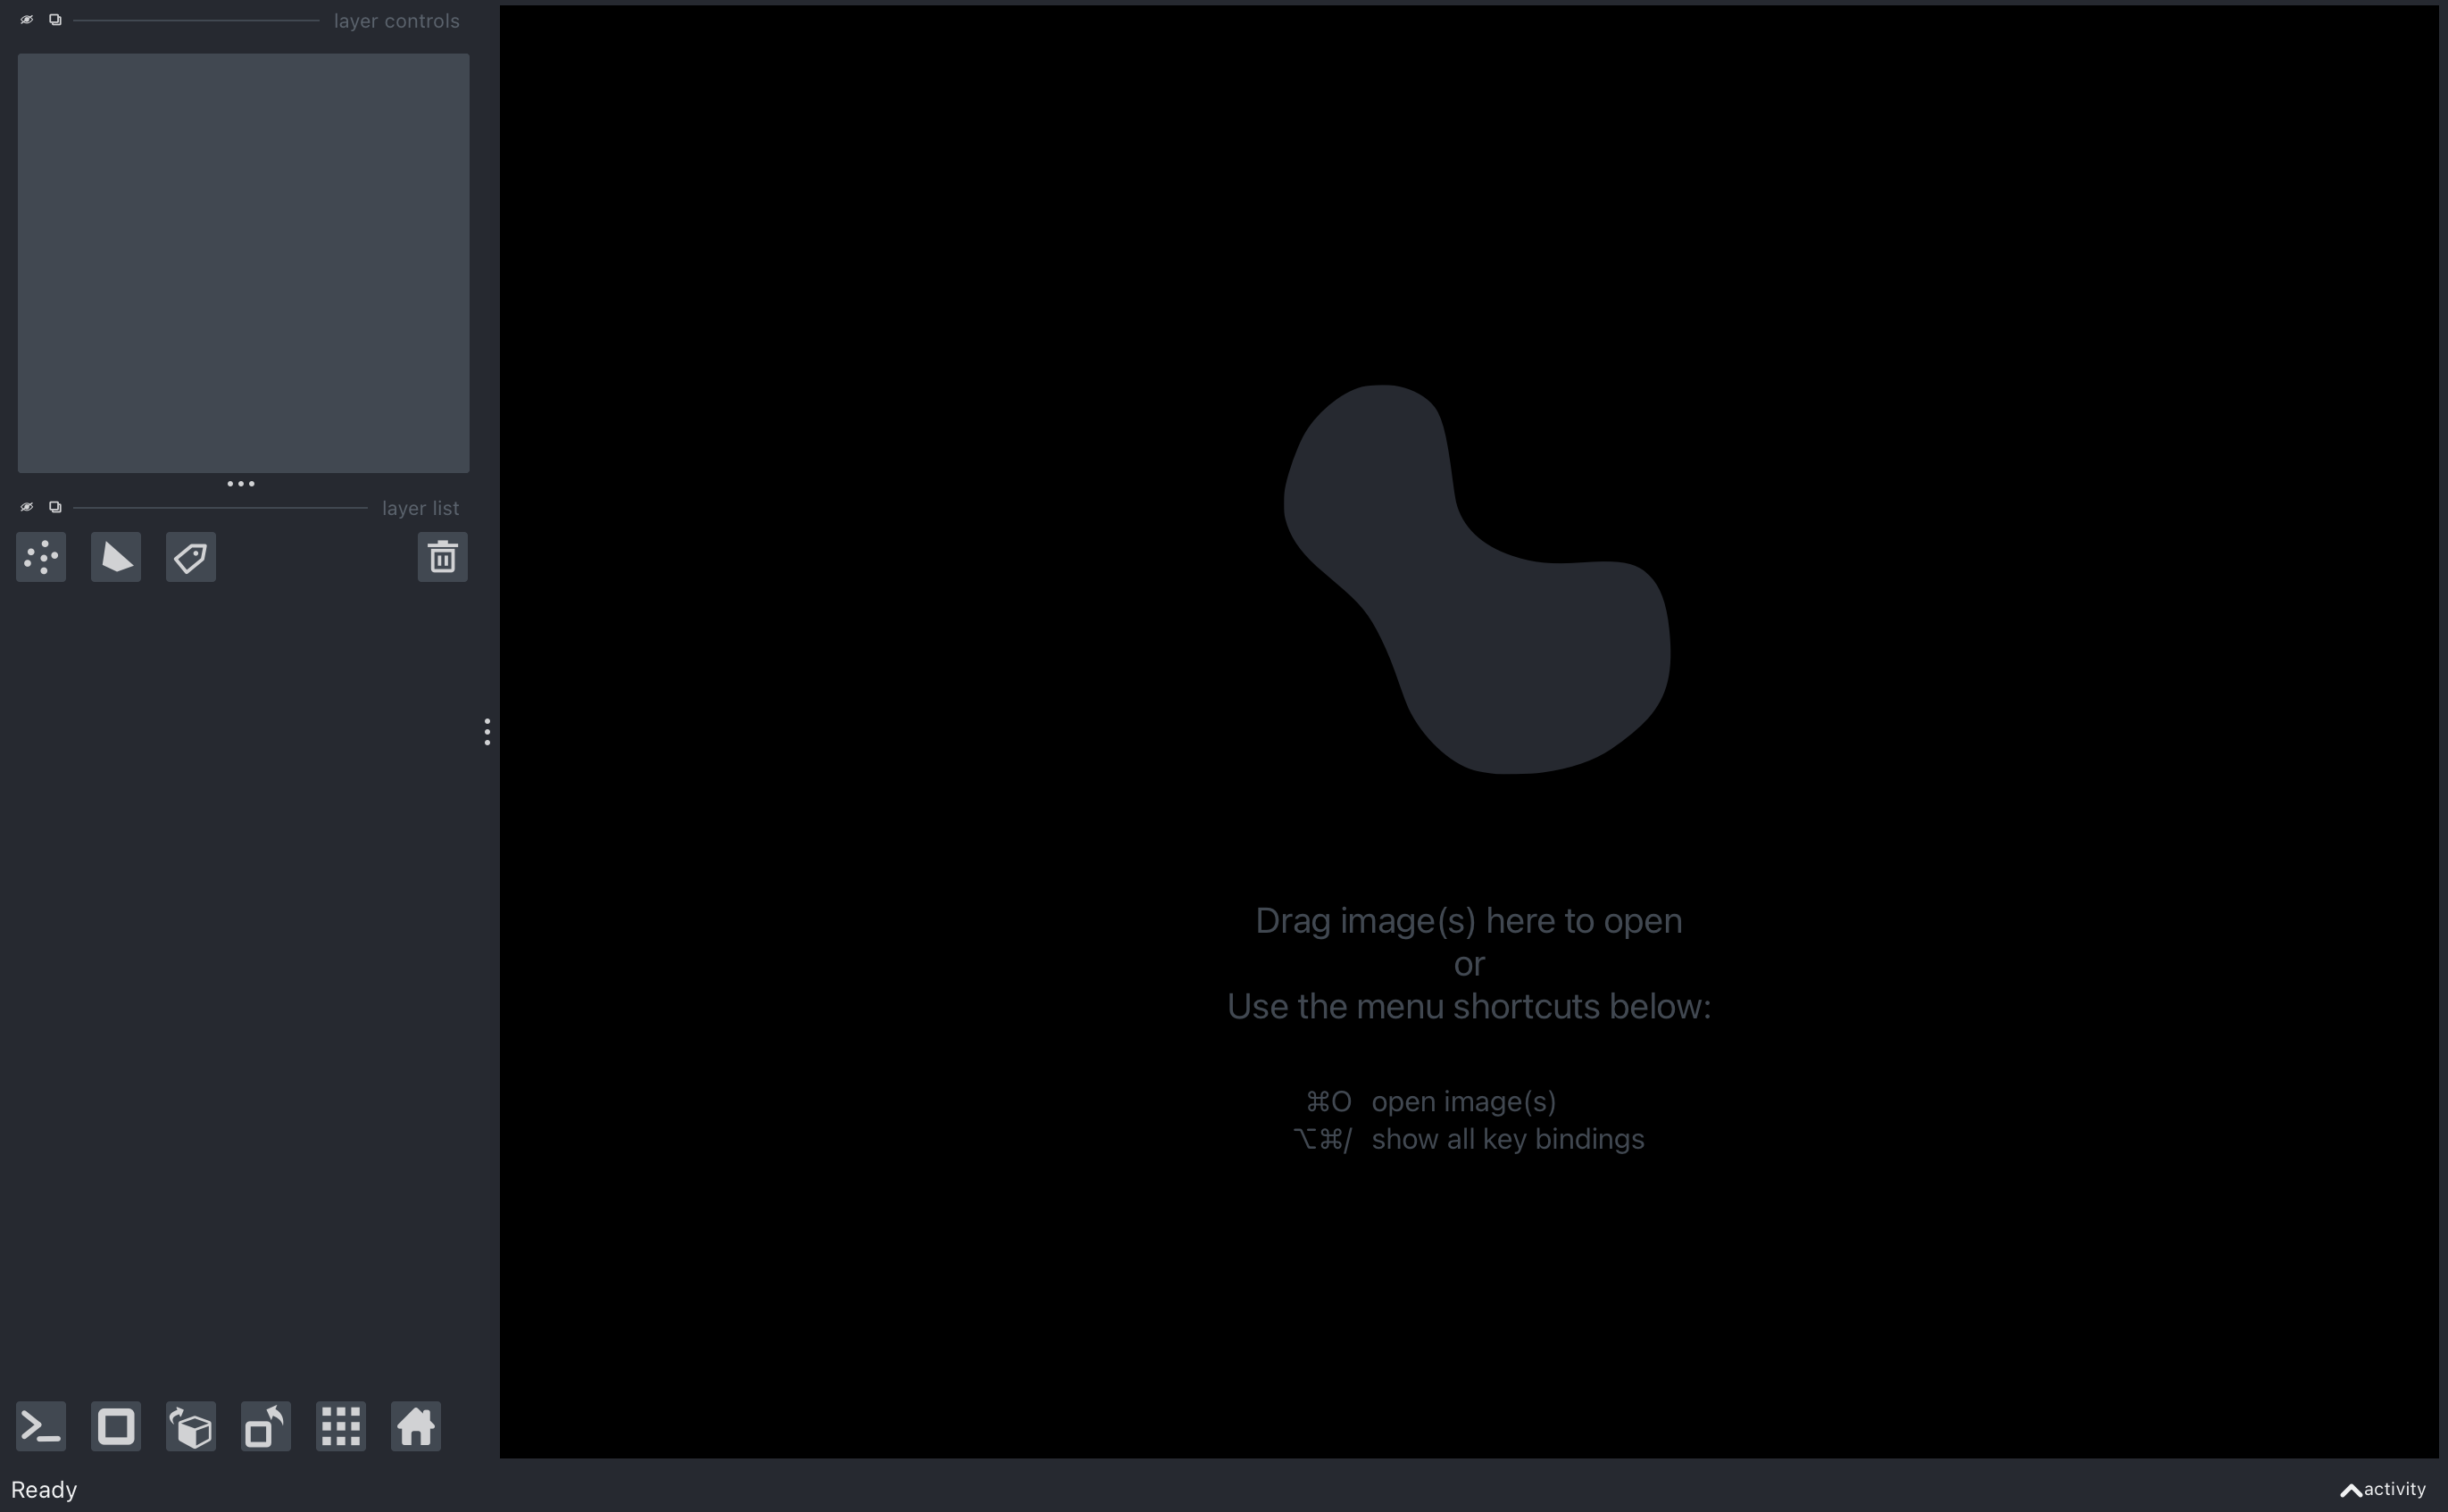 layer controls
layer list
Drag image(s) here to open
or
Use the menu shortcuts below:
⌘O open image(s)
⌥⌘/ show all key bindings
Ready
activity